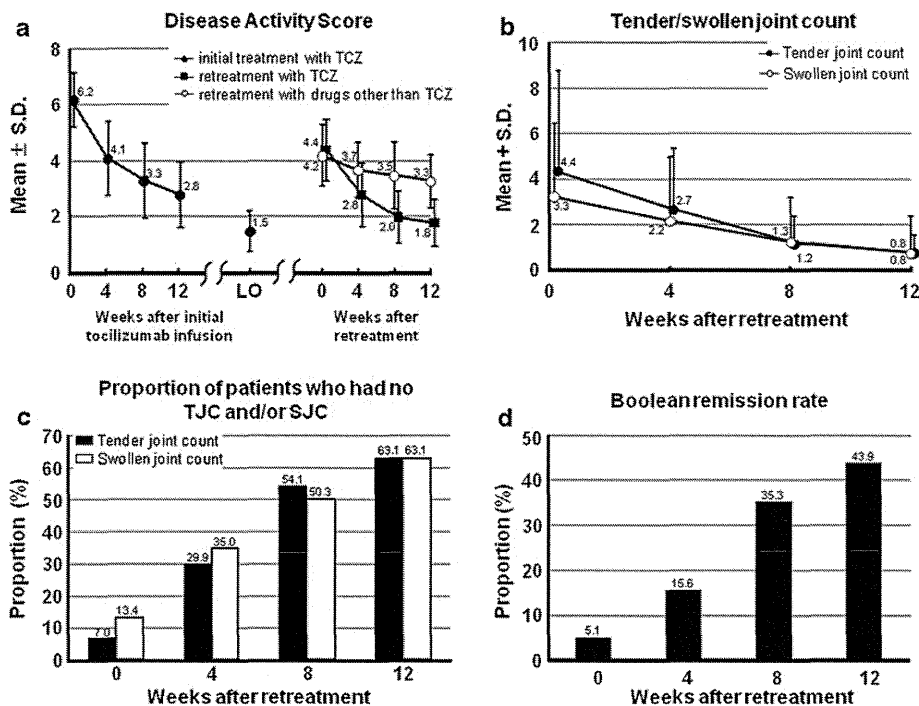 a
Disease Activity Score
initial treatment with TCZ
retreatment with TCZ
retreatment with drugs other than TCZ
Mean ± S.D.
8
6
4
2
0
6.2
4.1
3.3
2.8
1.5
4.4
4.2
3.7
3.5
3.3
2.8
2.0
1.8
0 4 8 12 LO 0 4 8 12
Weeks after initial
tocilizumab infusion
Weeks after
retreatment
b
Tender/swollen joint count
Tender joint count
Swollen joint count
Mean + S.D.
10
8
6
4
2
0
4.4
3.3
2.7
2.2
1.3
1.2
0.8
0.8
0 4 8 12
Weeks after retreatment
c
Proportion of patients who had no
TJC and/or SJC
Tender joint count
Swollen joint count
Proportion (%)
70
60
50
40
30
20
10
0
7.0 13.4 29.9 35.0 54.1 50.3 63.1 63.1
0 4 8 12
Weeks after retreatment
d
Boolean remission rate
Proportion (%)
50
40
30
20
10
0
5.1 15.6 35.3 43.9
0 4 8 12
Weeks after retreatment